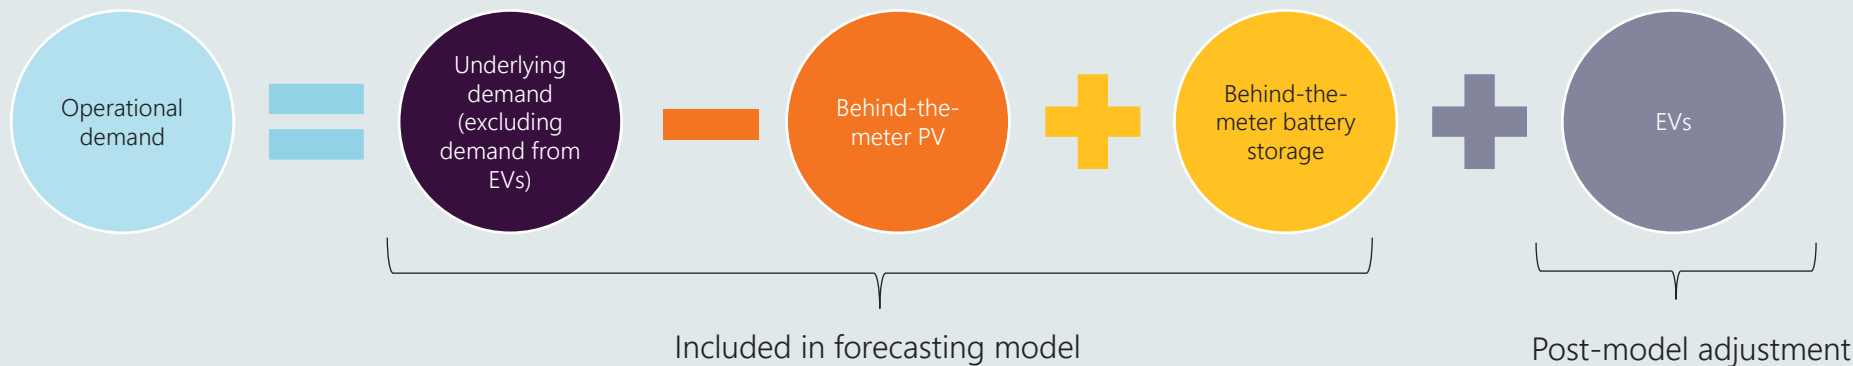 Operational
demand
Underlying
demand
(excluding
demand from
EVs)
Behind-the-
meter PV
Behind-the-
meter battery
storage
EVs
Included in forecasting model
Post-model adjustment